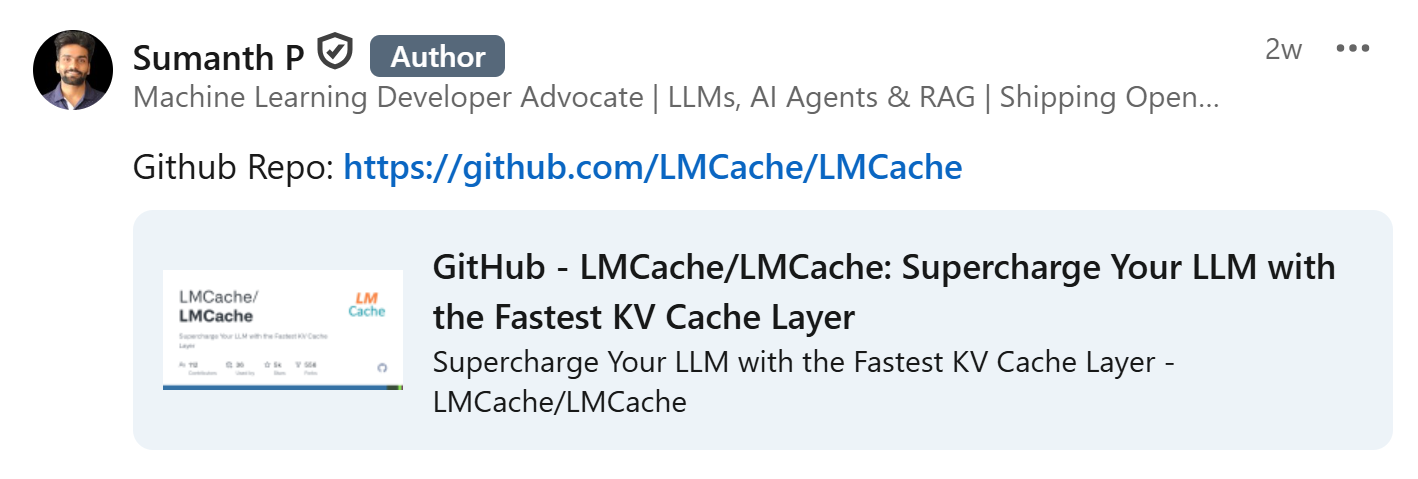 Sumanth P Author 2w
Machine Learning Developer Advocate | LLMs, AI Agents & RAG | Shipping Open...
Github Repo: https://github.com/LMCache/LMCache
LMCache/
LMCache
LM
Cache
Supercharge Your LLM with the Fastest KV Cache
Layer
112
Contributors
30
Used by
5k
Stars
558
Forks
GitHub - LMCache/LMCache: Supercharge Your LLM with
the Fastest KV Cache Layer
Supercharge Your LLM with the Fastest KV Cache Layer -
LMCache/LMCache